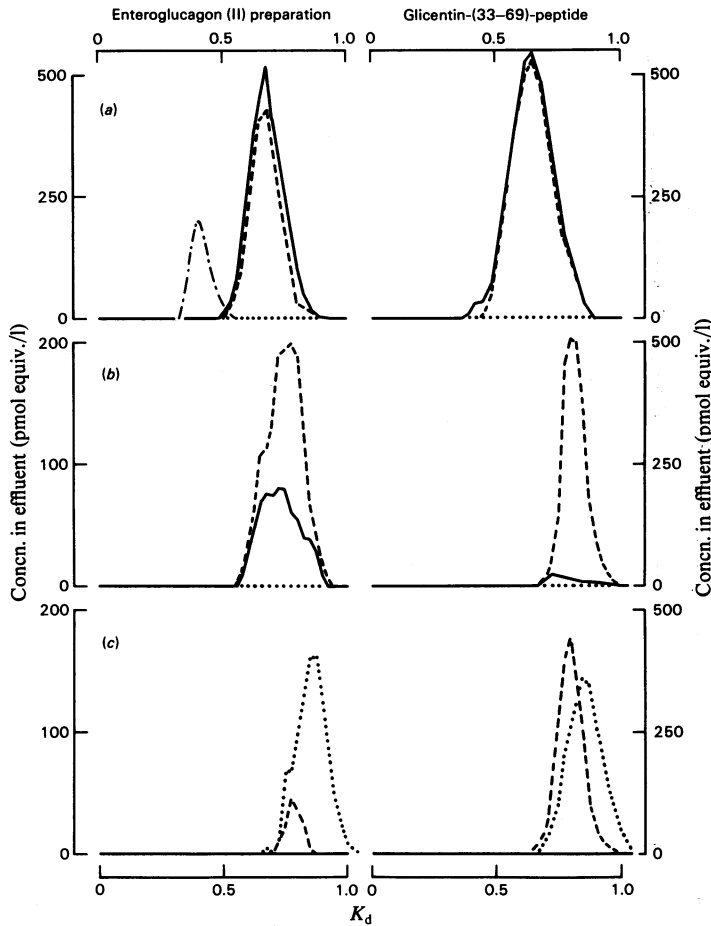 Enteroglucagon (II) preparation
Glicentin-(33–69)-peptide
0 0.5 1.0
0 0.5 1.0
(a)
500
250
0
500
250
0
(b)
200
100
0
500
250
0
(c)
200
100
0
500
250
0
Concn. in effluent (pmol equiv./l)
Concn. in effluent (pmol equiv./l)
0 0.5 1.0
0 0.5 1.0
Kd